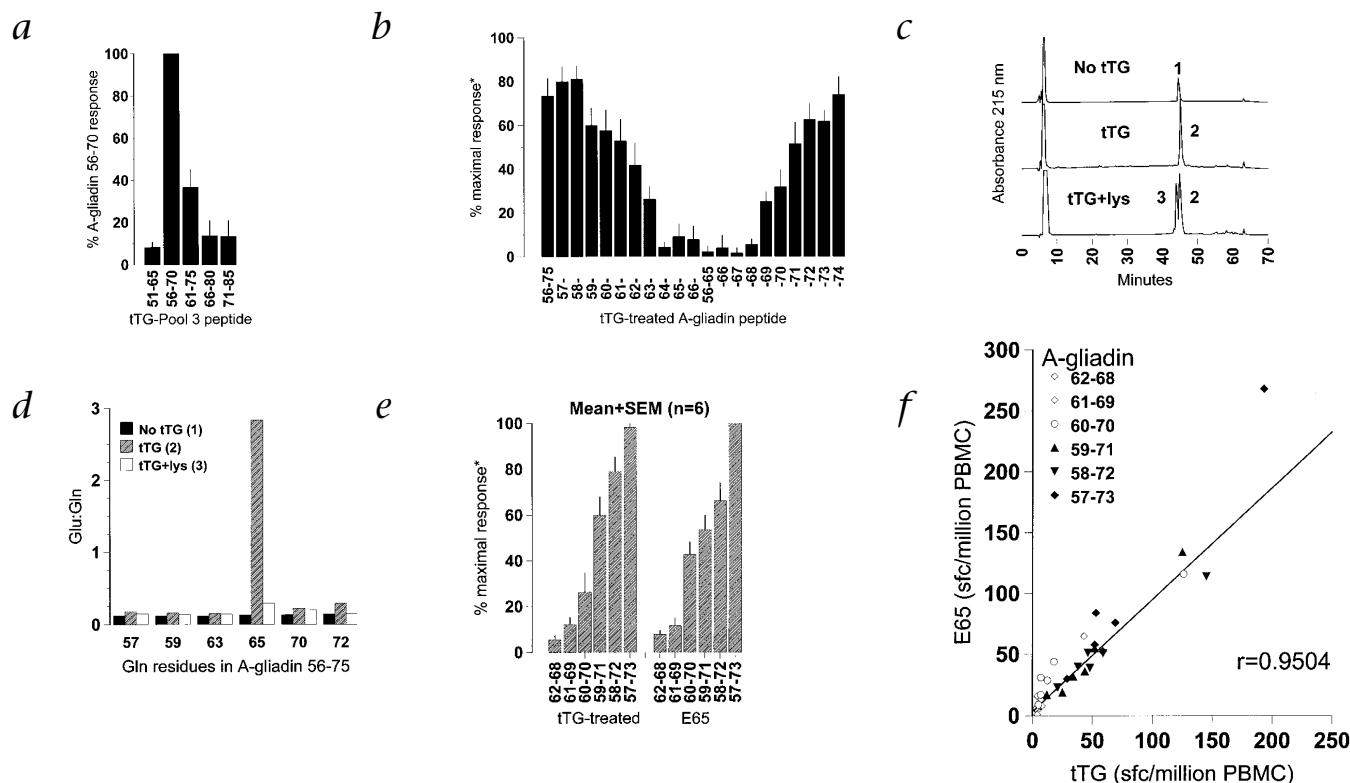 a
% A-gliadin 56-70 response
100
80
60
40
20
0
51-65
56-70
61-75
66-80
71-85
tTG-Pool 3 peptide
b
% maximal response*
100
80
60
40
20
0
56-75
57-
58-
59-
60-
61-
62-
63-
64-
65-
66-
56-65
-66
-67
-68
-69
-70
-71
-72
-73
-74
tTG-treated A-gliadin peptide
c
Absorbance 215 nm
No tTG 1
tTG 2
tTG+lys 3 2
0 10 20 30 40 50 60 70
Minutes
d
Glu:Gln
3
2
1
0
No tTG (1)
tTG (2)
tTG+lys (3)
57 59 63 65 70 72
Gln residues in A-gliadin 56-75
e
Mean+SEM (n=6)
% maximal response*
100
80
60
40
20
0
62-68
61-69
60-70
59-71
58-72
57-73
tTG-treated
62-68
61-69
60-70
59-71
58-72
57-73
E65
f
E65 (sfc/million PBMC)
300
250
200
150
100
50
0
A-gliadin
62-68
61-69
60-70
59-71
58-72
57-73
r=0.9504
0 50 100 150 200 250
tTG (sfc/million PBMC)